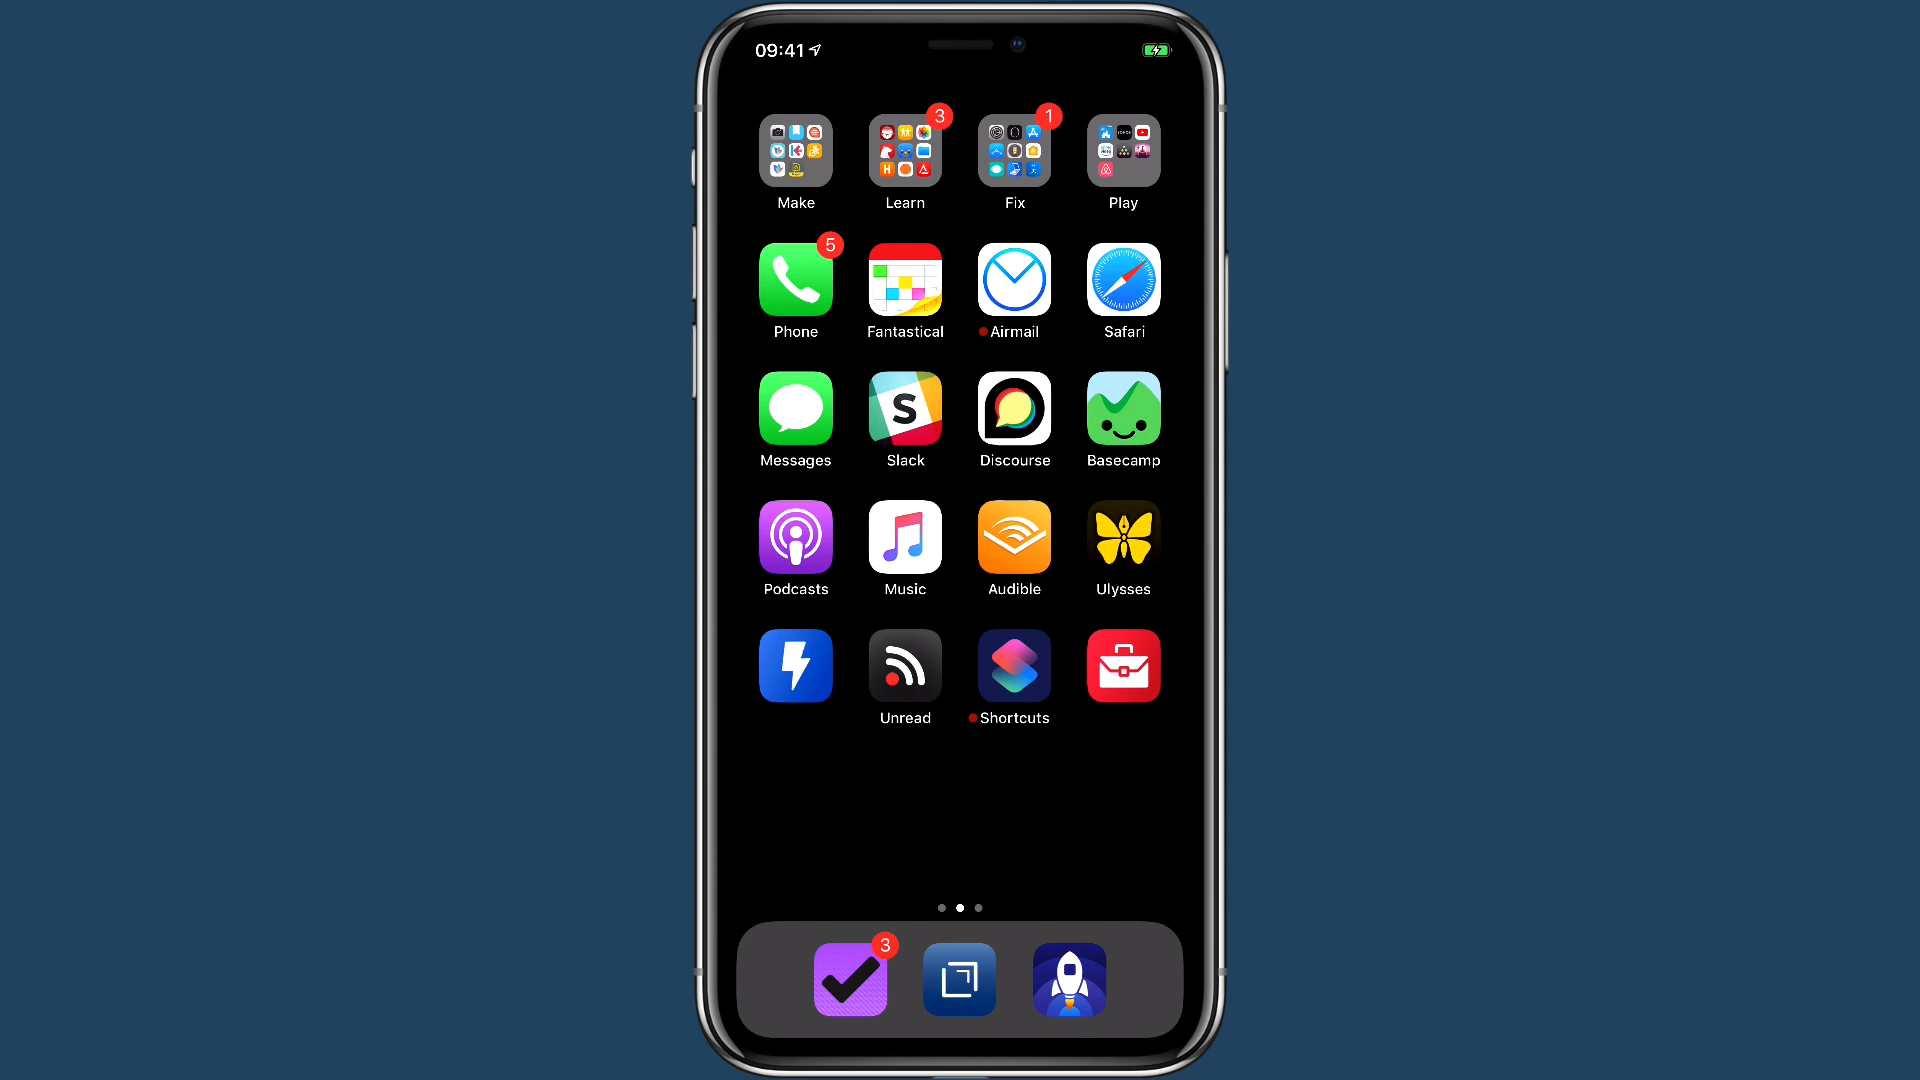 09:41
3
1
Make
Learn
Fix
Play
5
Phone
Fantastical
Airmail
Safari
S
Messages
Slack
Discourse
Basecamp
Podcasts
Music
Audible
Ulysses
Unread
Shortcuts
3